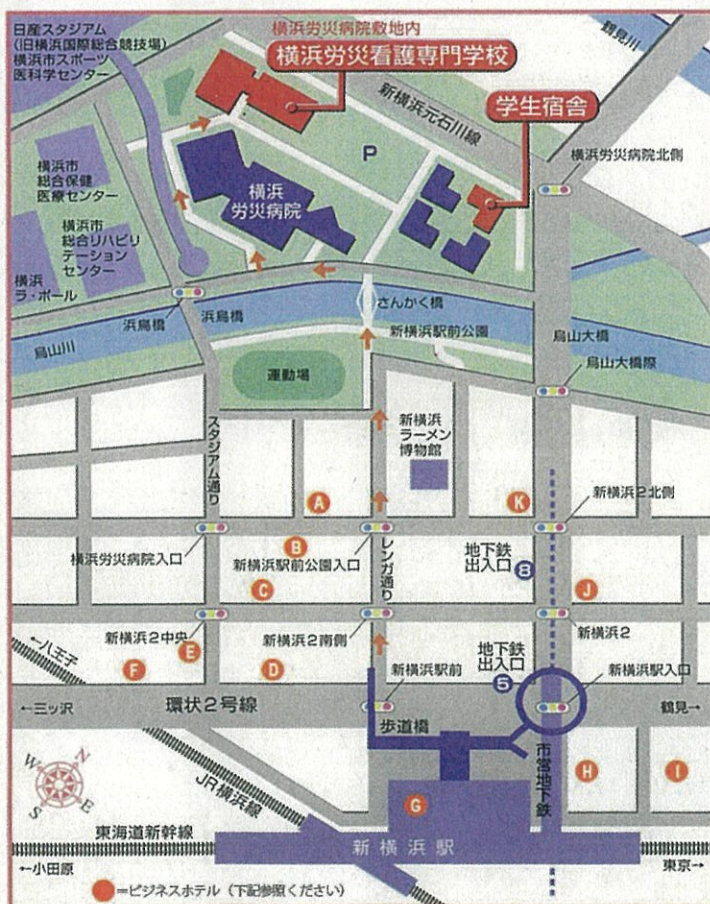 日産スタジアム
(旧横浜国際総合競技場)
横浜市スポーツ
医科学センター
横浜労災病院敷地内
横浜労災看護専門学校
鶴見川
学生宿舎
新横浜元石川線
横浜労災病院北側
P
横浜市
総合保健
医療センター
横浜
労災病院
横浜市
総合リハビリ
テーション
センター
横浜
ラ・ポール
浜鳥橋
浜鳥橋
さんかく橋
新横浜駅前公園
鳥山川
鳥山大橋
鳥山大橋際
運動場
スタジアム通り
新横浜
ラーメン
博物館
A
K
新横浜2北側
横浜労災病院入口
B
新横浜駅前公園入口
レンガ通り
地下鉄
出入口
8
C
J
新横浜2中央
E
新横浜2南側
新横浜2
F
D
地下鉄
出入口
5
←八王子
新横浜駅前
新横浜駅入口
←三ッ沢
環状2号線
鶴見→
歩道橋
市営地下鉄
H
I
N
W
E
S
JR横浜線
G
東海道新幹線
新横浜駅
←小田原
東京→
=ビジネスホテル(下記参照ください)